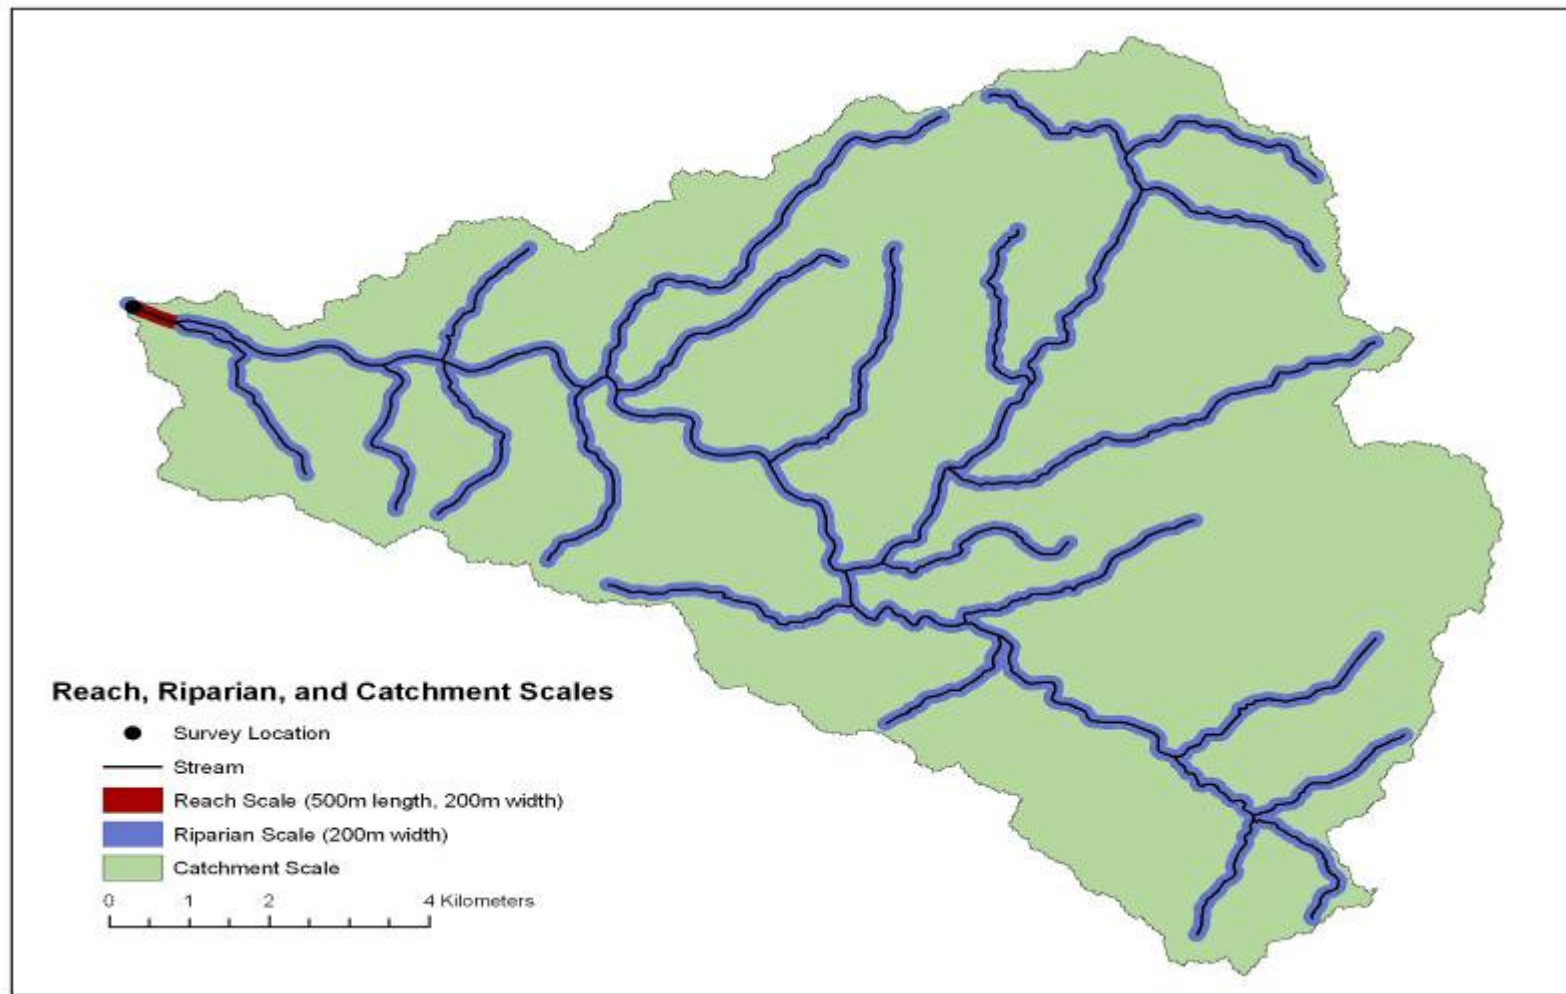 Reach, Riparian, and Catchment Scales
Survey Location
Stream
Reach Scale (500m length, 200m width)
Riparian Scale (200m width)
Catchment Scale
0 1 2 4 Kilometers